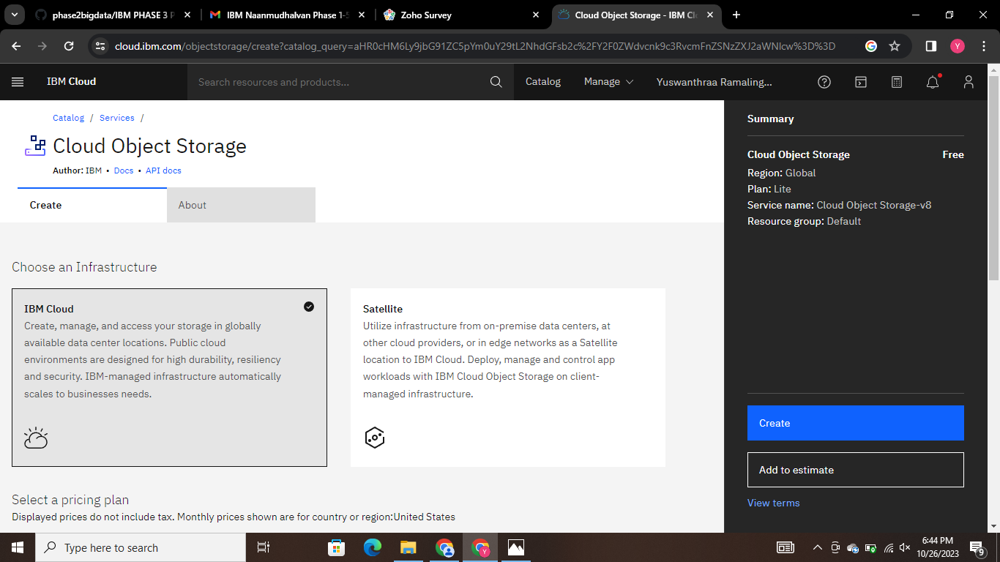 phase2bigdata/IBM PHASE 3 P
IBM Naanmudhalvan Phase 1-5
Zoho Survey
Cloud Object Storage - IBM Clo
cloud.ibm.com/objectstorage/create?catalog_query=aHR0cHM6Ly9jbG91ZC5pYm0uY29tL2NhdGFsb2c%2FY2F0ZWdvcnk9c3RvcmFnZSNzZXJ2aWNlcw%3D%3D
Y
IBM Cloud
Search resources and products...
Catalog
Manage
Yuswanthraa Ramaling...
Catalog / Services /
Cloud Object Storage
Author: IBM • Docs • API docs
Create
About
Choose an Infrastructure
IBM Cloud
Create, manage, and access your storage in globally
available data center locations. Public cloud
environments are designed for high durability, resiliency
and security. IBM-managed infrastructure automatically
scales to businesses needs.
Satellite
Utilize infrastructure from on-premise data centers, at
other cloud providers, or in edge networks as a Satellite
location to IBM Cloud. Deploy, manage and control app
workloads with IBM Cloud Object Storage on client-
managed infrastructure.
Select a pricing plan
Displayed prices do not include tax. Monthly prices shown are for country or region:United States
Summary
Cloud Object Storage Free
Region: Global
Plan: Lite
Service name: Cloud Object Storage-v8
Resource group: Default
Create
Add to estimate
View terms
Type here to search
Y
6:44 PM
10/26/2023
9